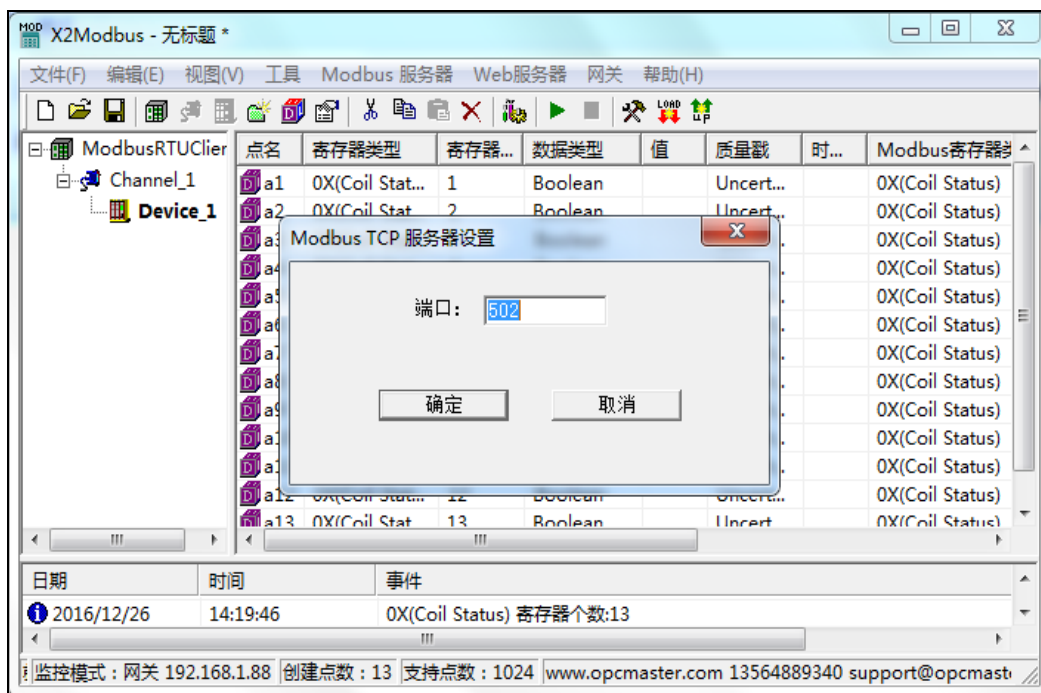 X2Modbus - 无标题 *
文件(F) 编辑(E) 视图(V) 工具 Modbus 服务器 Web服务器 网关 帮助(H)
ModbusRTUClier
Channel_1
Device_1
点名 寄存器类型 寄存器... 数据类型 值 质量戳 时... Modbus寄存器
a1 0X(Coil Stat... 1 Boolean Uncert... 0X(Coil Status)
a2 0X(Coil Stat... 2 Boolean Uncert... 0X(Coil Status)
0X(Coil Status)
0X(Coil Status)
0X(Coil Status)
0X(Coil Status)
0X(Coil Status)
0X(Coil Status)
0X(Coil Status)
0X(Coil Status)
0X(Coil Status)
a12 0X(Coil Stat... 12 Boolean Uncert... 0X(Coil Status)
a13 0X(Coil Stat 13 Boolean Uncert 0X(Coil Status)
Modbus TCP 服务器设置
端口: 502
确定 取消
日期 时间 事件
2016/12/26 14:19:46 0X(Coil Status) 寄存器个数:13
监控模式:网关 192.168.1.88 创建点数:13 支持点数:1024 www.opcmaster.com 13564889340 support@opcmast